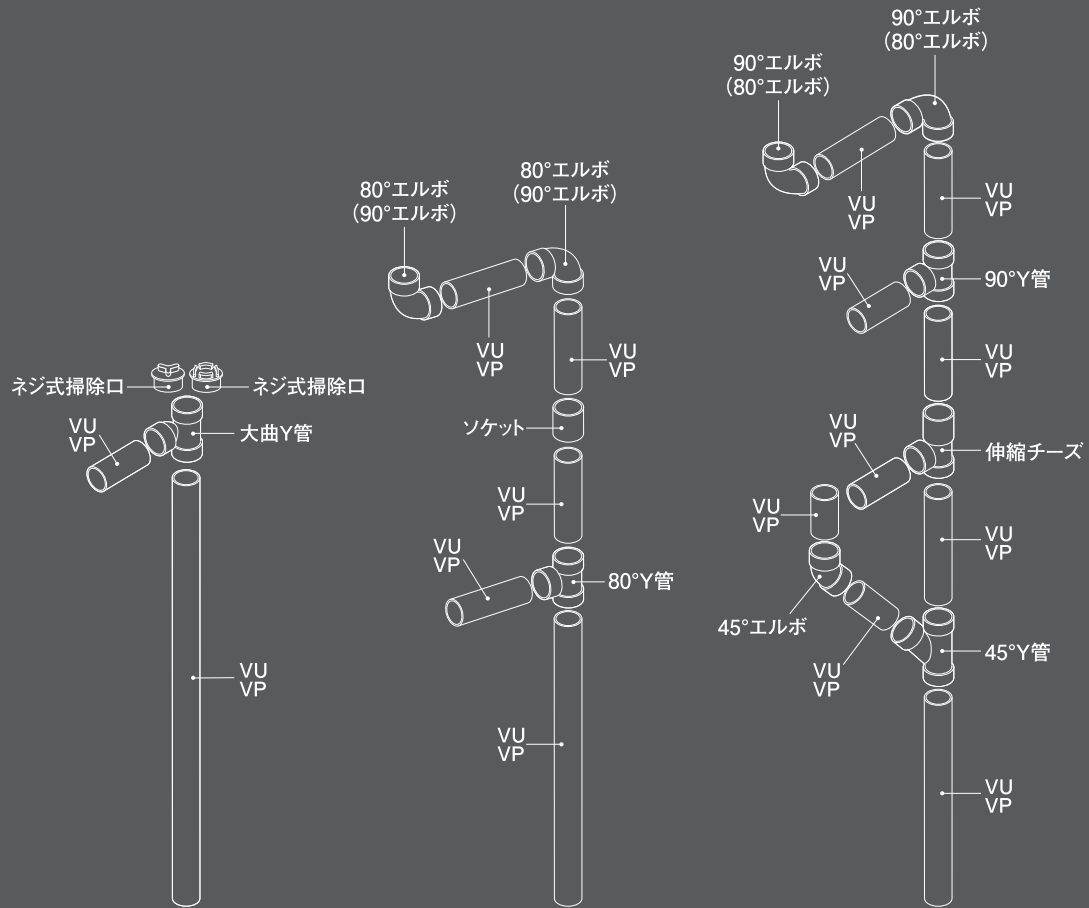 ネジ式掃除口
ネジ式掃除口
VU
VP
大曲Y管
VU
VP
80°エルボ
(90°エルボ)
80°エルボ
(90°エルボ)
VU
VP
VU
VP
ソケット
VU
VP
VU
VP
80°Y管
VU
VP
90°エルボ
(80°エルボ)
90°エルボ
(80°エルボ)
VU
VP
VU
VP
VU
VP
90°Y管
VU
VP
VU
VP
伸縮チーズ
VU
VP
VU
VP
45°エルボ
VU
VP
45°Y管
VU
VP